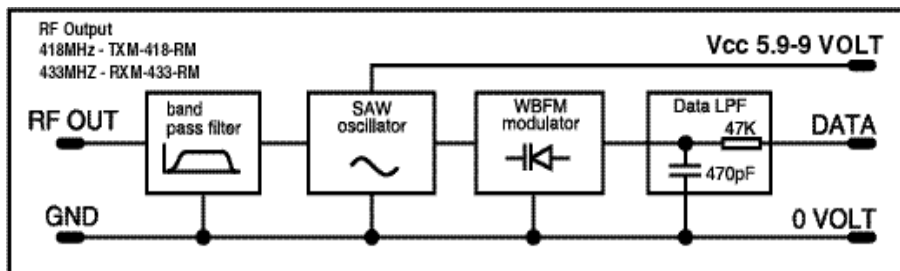 RF Output
418MHz - TXM-418-RM
433MHZ - RXM-433-RM
Vcc 5.9-9 VOLT
RF OUT
band
pass filter
SAW
oscillator
WBFM
modulator
Data LPF
47K
470pF
DATA
GND
0 VOLT